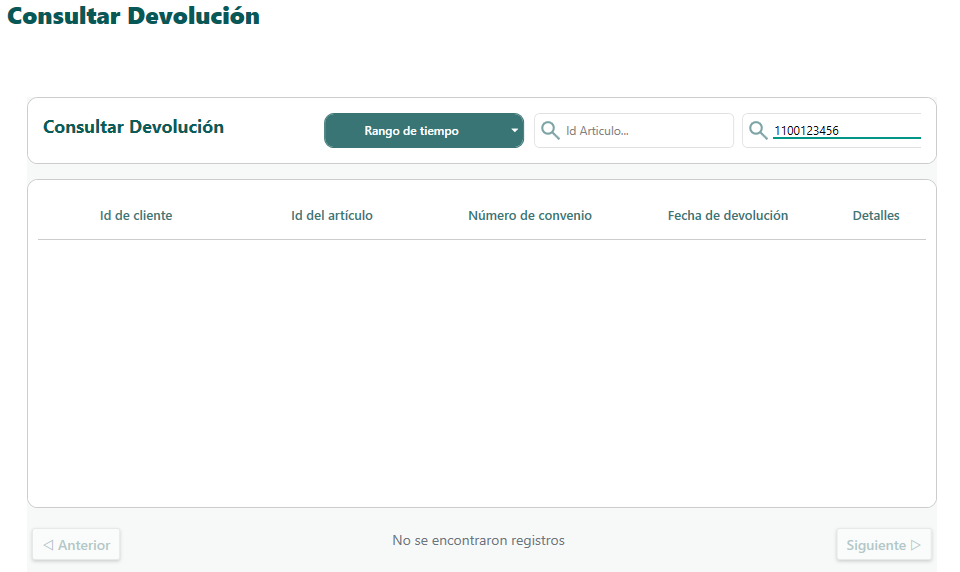 Consultar Devolución
Consultar Devolución
Rango de tiempo
Id Articulo...
1100123456
Id de cliente
Id del artículo
Número de convenio
Fecha de devolución
Detalles
Anterior
No se encontraron registros
Siguiente